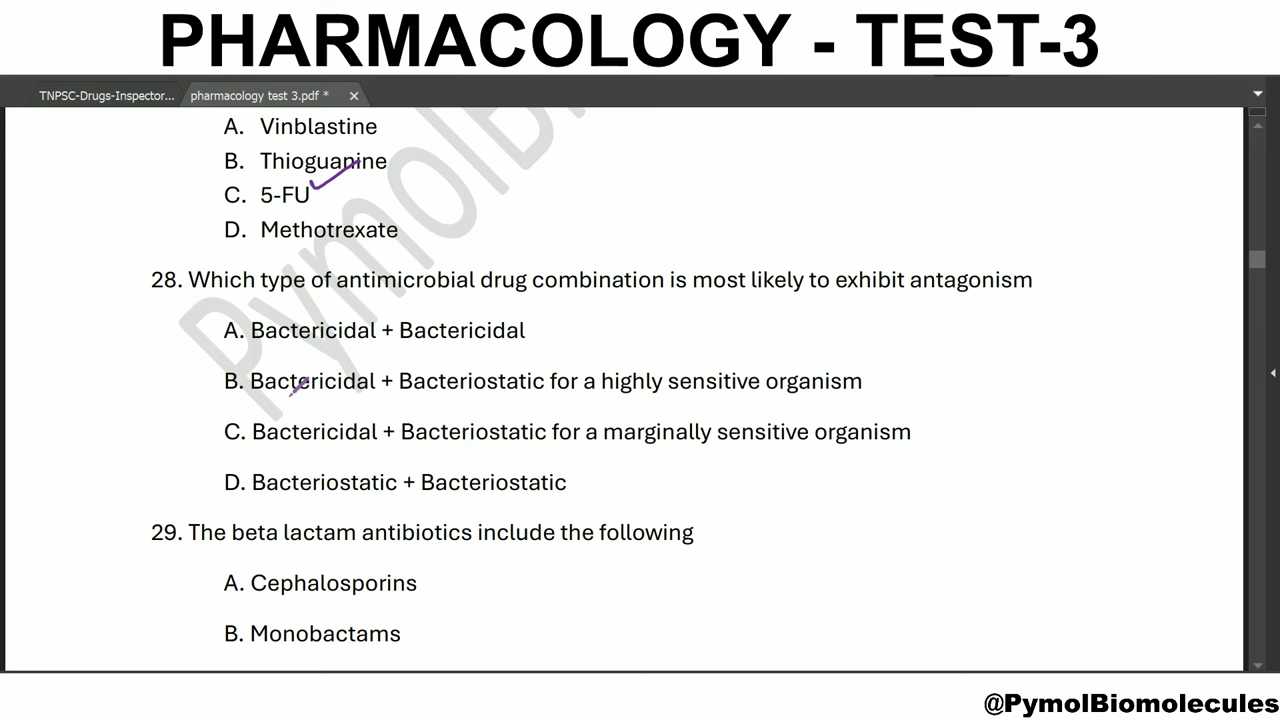 PHARMACOLOGY - TEST-3
TNPSC-Drugs-Inspector... pharmacology test 3.pdf *
A. Vinblastine
B. Thioguanine
C. 5-FU
D. Methotrexate
28. Which type of antimicrobial drug combination is most likely to exhibit antagonism
A. Bactericidal + Bactericidal
B. Bactericidal + Bacteriostatic for a highly sensitive organism
C. Bactericidal + Bacteriostatic for a marginally sensitive organism
D. Bacteriostatic + Bacteriostatic
29. The beta lactam antibiotics include the following
A. Cephalosporins
B. Monobactams
@PymolBiomolecules